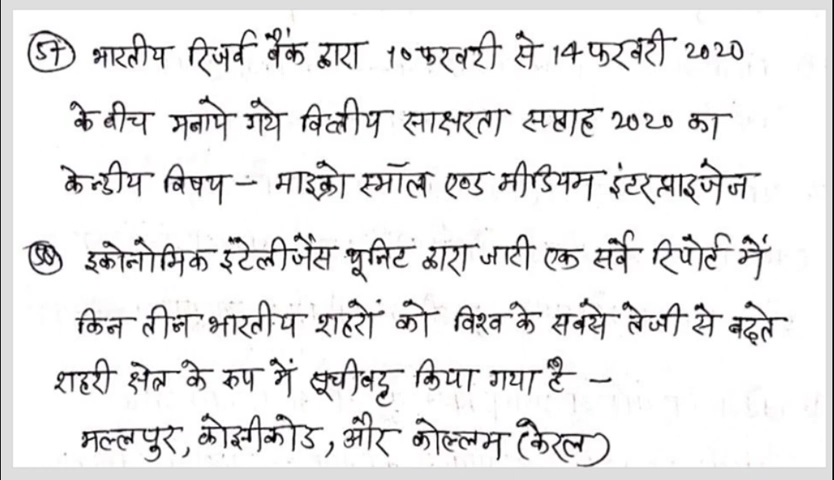 (57) भारतीय रिजर्व बैंक द्वारा 10 फरवरी से 14 फरवरी 2020
के बीच मनाये गये वित्तीय साक्षरता सप्ताह 2020 का
केन्द्रीय विषय - माइक्रो स्मॉल एण्ड मीडियम इंटरप्राइजेज
(58) इकोनोमिक इंटेलीजेंस यूनिट द्वारा जारी एक सर्वे रिपोर्ट में
किन तीन भारतीय शहरों को विश्व के सबसे तेजी से बढ़ते
शहरी क्षेत्र के रूप में सूचीबद्ध किया गया है -
मल्लपुर, कोझीकोड, और कोल्लम (केरल)